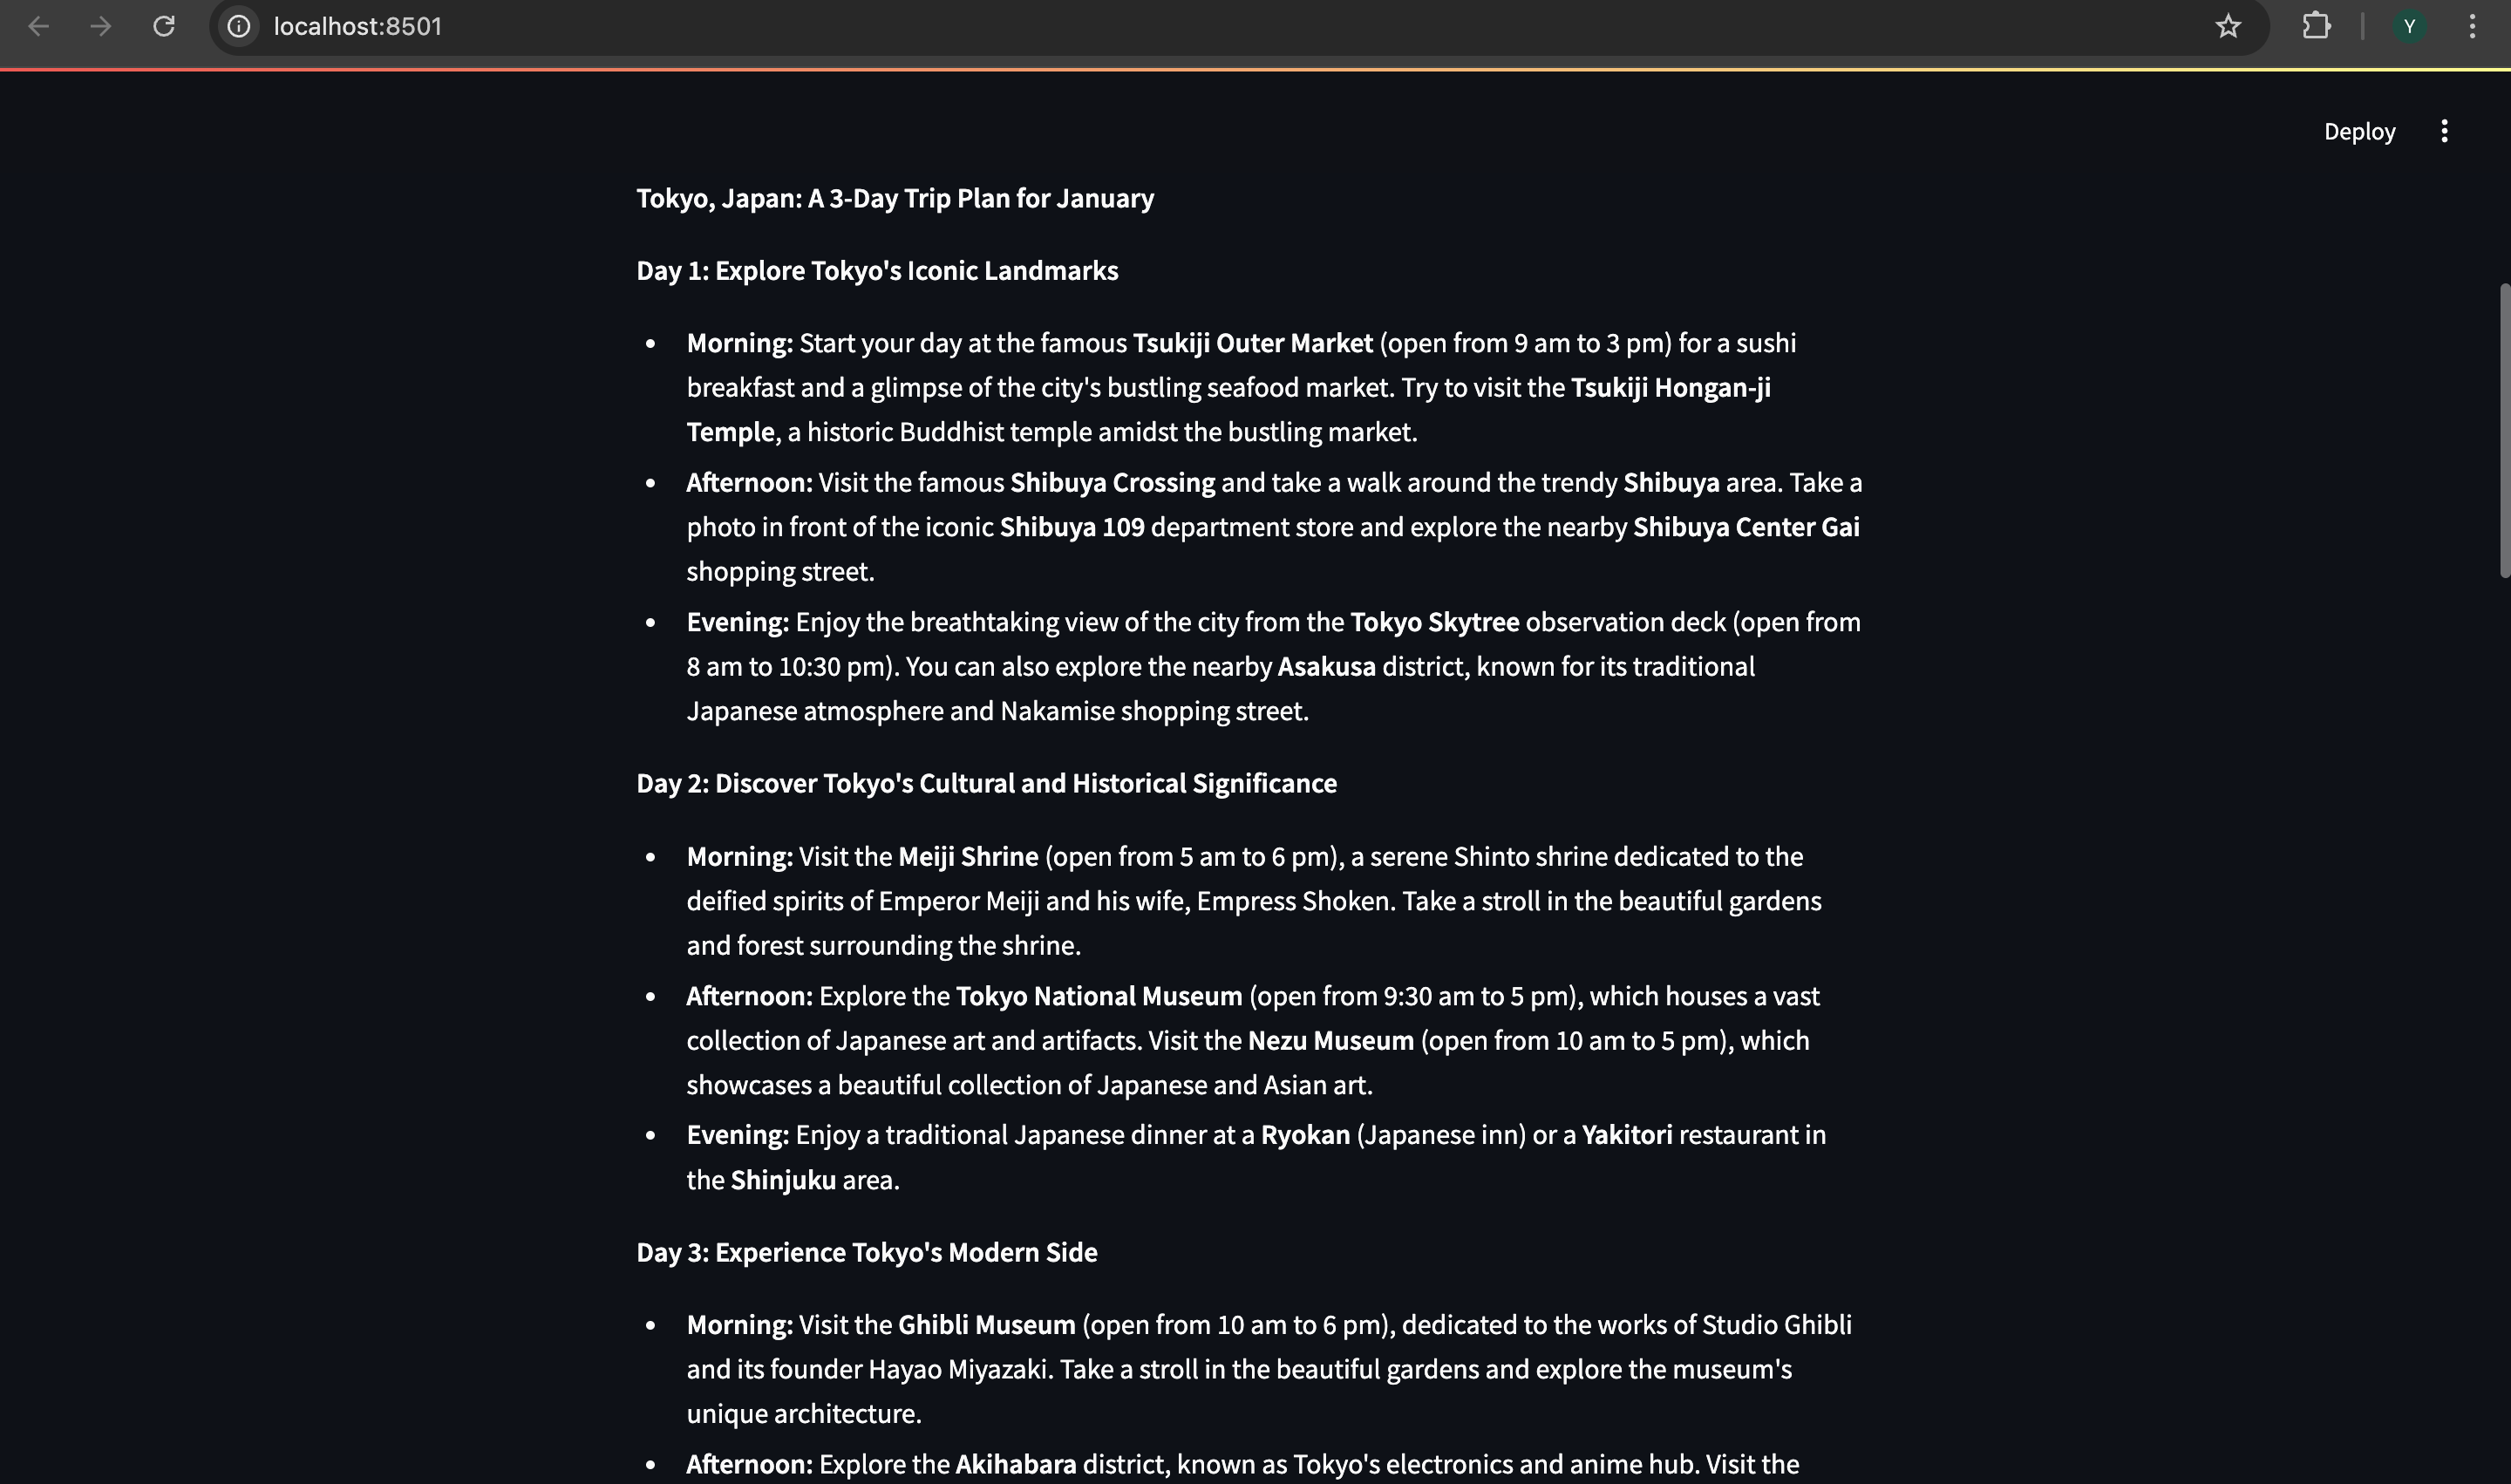 localhost:8501
Y
Deploy
Tokyo, Japan: A 3-Day Trip Plan for January
Day 1: Explore Tokyo's Iconic Landmarks
• Morning: Start your day at the famous Tsukiji Outer Market (open from 9 am to 3 pm) for a sushi
breakfast and a glimpse of the city's bustling seafood market. Try to visit the Tsukiji Hongan-ji
Temple, a historic Buddhist temple amidst the bustling market.
• Afternoon: Visit the famous Shibuya Crossing and take a walk around the trendy Shibuya area. Take a
photo in front of the iconic Shibuya 109 department store and explore the nearby Shibuya Center Gai
shopping street.
• Evening: Enjoy the breathtaking view of the city from the Tokyo Skytree observation deck (open from
8 am to 10:30 pm). You can also explore the nearby Asakusa district, known for its traditional
Japanese atmosphere and Nakamise shopping street.
Day 2: Discover Tokyo's Cultural and Historical Significance
• Morning: Visit the Meiji Shrine (open from 5 am to 6 pm), a serene Shinto shrine dedicated to the
deified spirits of Emperor Meiji and his wife, Empress Shoken. Take a stroll in the beautiful gardens
and forest surrounding the shrine.
• Afternoon: Explore the Tokyo National Museum (open from 9:30 am to 5 pm), which houses a vast
collection of Japanese art and artifacts. Visit the Nezu Museum (open from 10 am to 5 pm), which
showcases a beautiful collection of Japanese and Asian art.
• Evening: Enjoy a traditional Japanese dinner at a Ryokan (Japanese inn) or a Yakitori restaurant in
the Shinjuku area.
Day 3: Experience Tokyo's Modern Side
• Morning: Visit the Ghibli Museum (open from 10 am to 6 pm), dedicated to the works of Studio Ghibli
and its founder Hayao Miyazaki. Take a stroll in the beautiful gardens and explore the museum's
unique architecture.
• Afternoon: Explore the Akihabara district, known as Tokyo's electronics and anime hub. Visit the